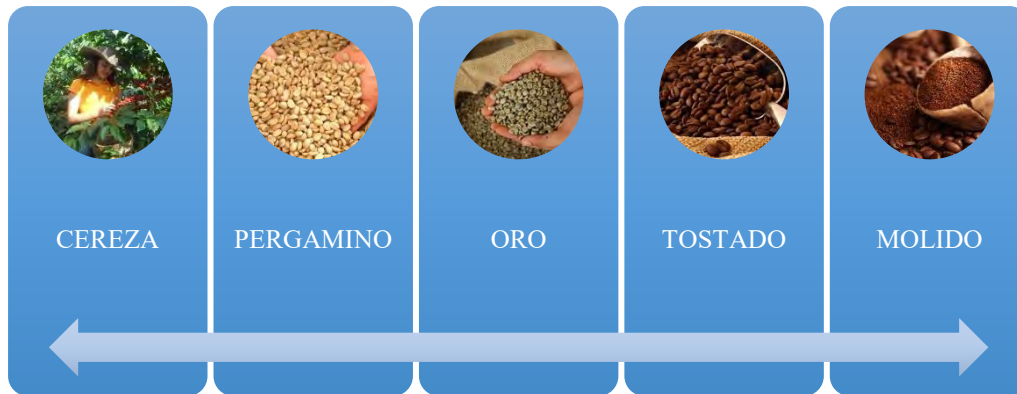 CEREZA
PERGAMINO
ORO
TOSTADO
MOLIDO